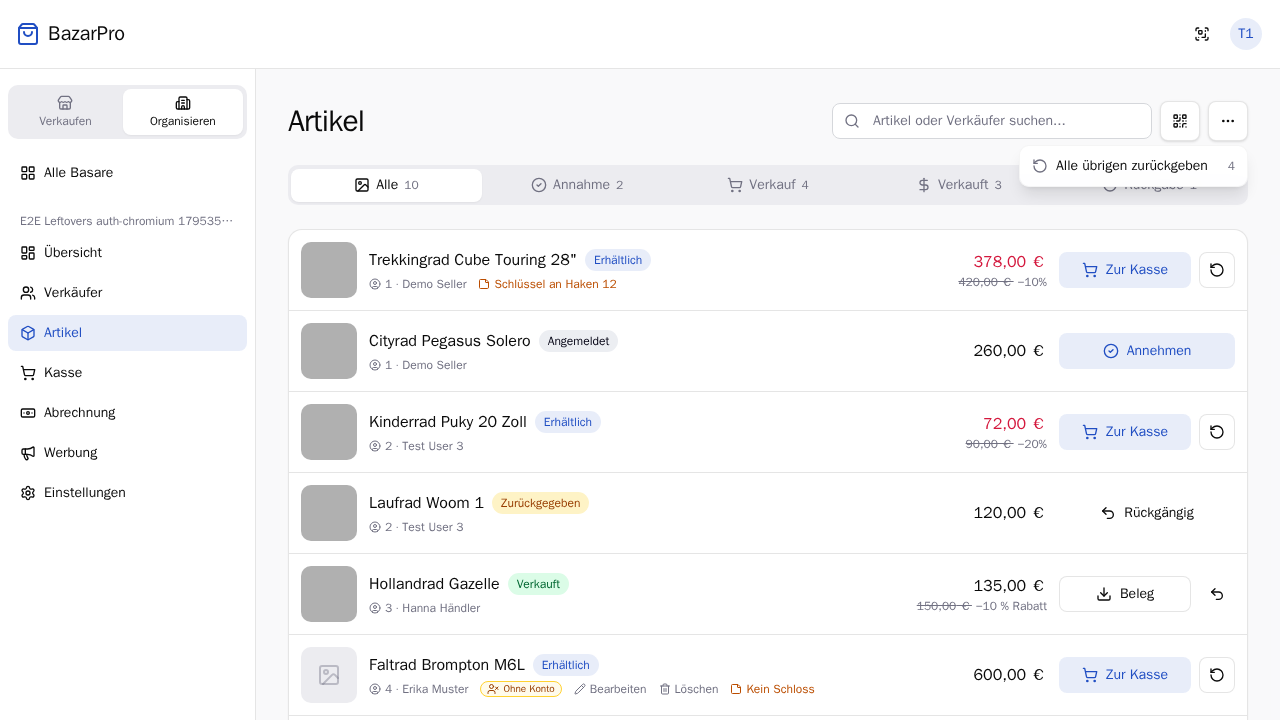 BazarPro
T1
Verkaufen
Organisieren
Alle Basare
E2E Leftovers auth-chromium 179535···
Übersicht
Verkäufer
Artikel
Kasse
Abrechnung
Werbung
Einstellungen
Artikel
Artikel oder Verkäufer suchen...
Alle übrigen zurückgeben 4
Alle 10
Annahme 2
Verkauf 4
Verkauft 3
Trekkingrad Cube Touring 28" Erhältlich
1 · Demo Seller Schlüssel an Haken 12
378,00 €
420,00 € −10%
Zur Kasse
Cityrad Pegasus Solero Angemeldet
1 · Demo Seller
260,00 €
Annehmen
Kinderrad Puky 20 Zoll Erhältlich
2 · Test User 3
72,00 €
90,00 € −20%
Zur Kasse
Laufrad Woom 1 Zurückgegeben
2 · Test User 3
120,00 €
Rückgängig
Hollandrad Gazelle Verkauft
3 · Hanna Händler
135,00 €
150,00 € −10 % Rabatt
Beleg
Faltrad Brompton M6L Erhältlich
4 · Erika Muster Ohne Konto Bearbeiten Löschen Kein Schloss
600,00 €
Zur Kasse